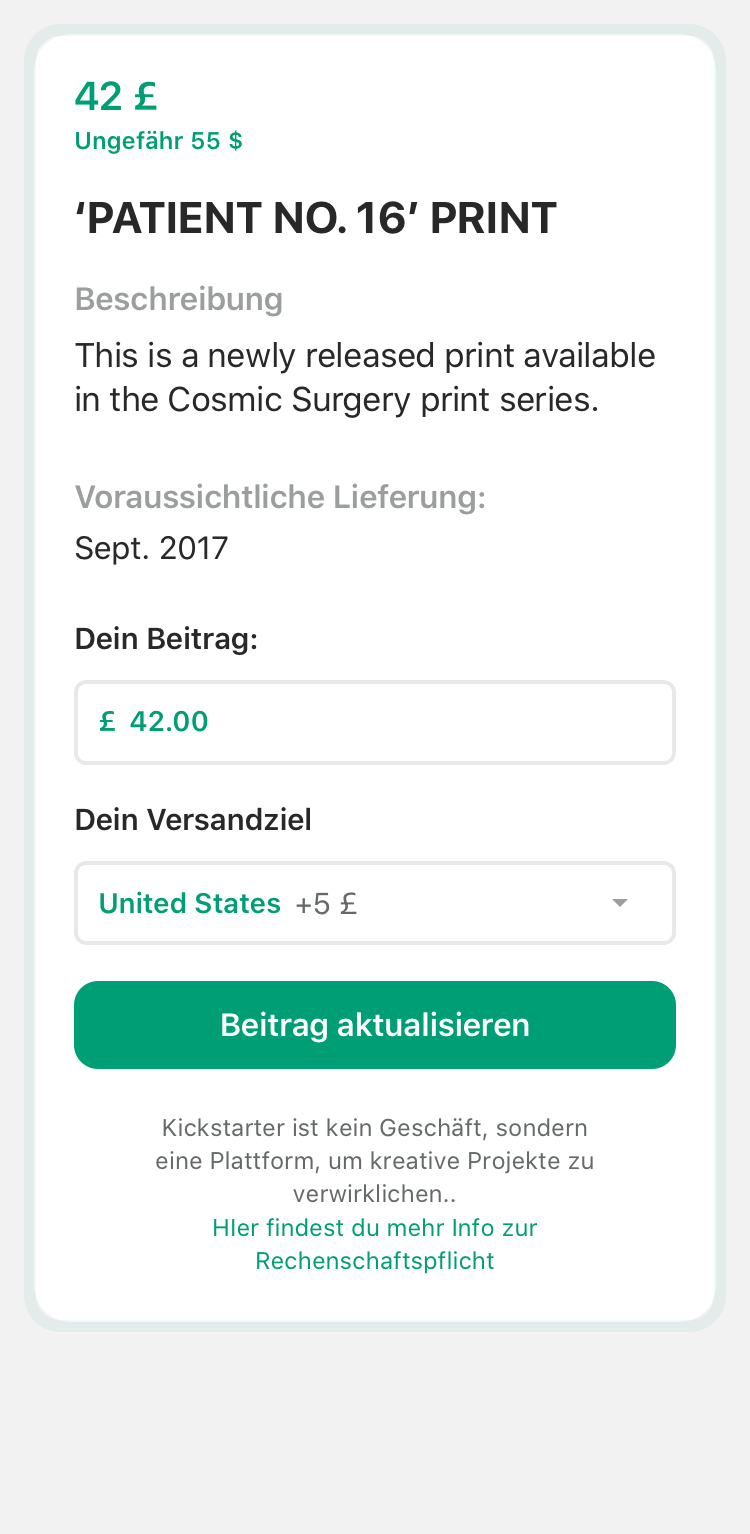 42 £
Ungefähr 55 $
‘PATIENT NO. 16’ PRINT
Beschreibung
This is a newly released print available
in the Cosmic Surgery print series.
Voraussichtliche Lieferung:
Sept. 2017
Dein Beitrag:
£ 42.00
Dein Versandziel
United States +5 £
Beitrag aktualisieren
Kickstarter ist kein Geschäft, sondern
eine Plattform, um kreative Projekte zu
verwirklichen..
HIer findest du mehr Info zur
Rechenschaftspflicht